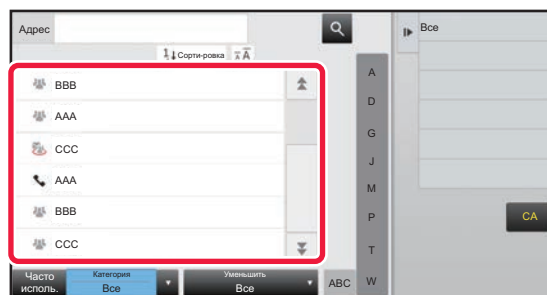 Адрес
Все
Сорти-ровка
BBB
AAA
CCC
AAA
BBB
CCC
A
D
G
J
M
P
T
W
CA
Часто исполь.
Категория
Все
Уменьшить
Все
ABC